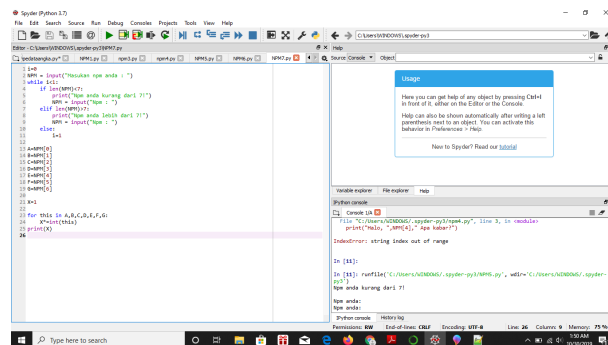 Spyder (Python 3.7)
File Edit Search Source Run Debug Consoles Projects Tools View Help
C:\Users\WINDOWS\.spyder-py3
Editor - C:\Users\WINDOWS\.spyder-py3\NPM7.py
NPM1.py npm3.py npm4.py NPM5.py NPM6.py NPM7.py
1 i=0
2 NPM = input("Masukan npm anda : ")
3 while i<1:
4 if len(NPM)<7:
5 print("Npm anda kurang dari 7!")
6 NPM = input("Npm : ")
7 elif len(NPM)>7:
8 print("Npm anda lebih dari 7!")
9 NPM = input("Npm : ")
10 else:
11 i=1
12
13 A=NPM[0]
14 B=NPM[1]
15 C=NPM[2]
16 D=NPM[3]
17 E=NPM[4]
18 F=NPM[5]
19 G=NPM[6]
20
21 X=1
22
23 for this in A,B,C,D,E,F,G:
24 X*=int(this)
25 print(X)
26
Help
Source Console Object
Usage
Here you can get help of any object by pressing Ctrl+I in front of it, either on the Editor or the Console.
Help can also be shown automatically after writing a left parenthesis next to an object. You can activate this behavior in Preferences > Help.
New to Spyder? Read our tutorial
Variable explorer File explorer Help
IPython console
Console 1/A
File "C:/Users/WINDOWS/.spyder-py3/npm4.py", line 3, in <module>
print("Halo, ",NPM[4]," Apa kabar?")
IndexError: string index out of range
In [11]:
In [11]: runfile('C:/Users/WINDOWS/.spyder-py3/NPM5.py', wdir='C:/Users/WINDOWS/.spyder-py3')
Npm anda kurang dari 7!
Npm anda:
Npm anda:
IPython console History log
Permissions: RW End-of-lines: CRLF Encoding: UTF-8 Line: 26 Column: 9 Memory: 75 %
Type here to search
1:50 AM
10/30/2019